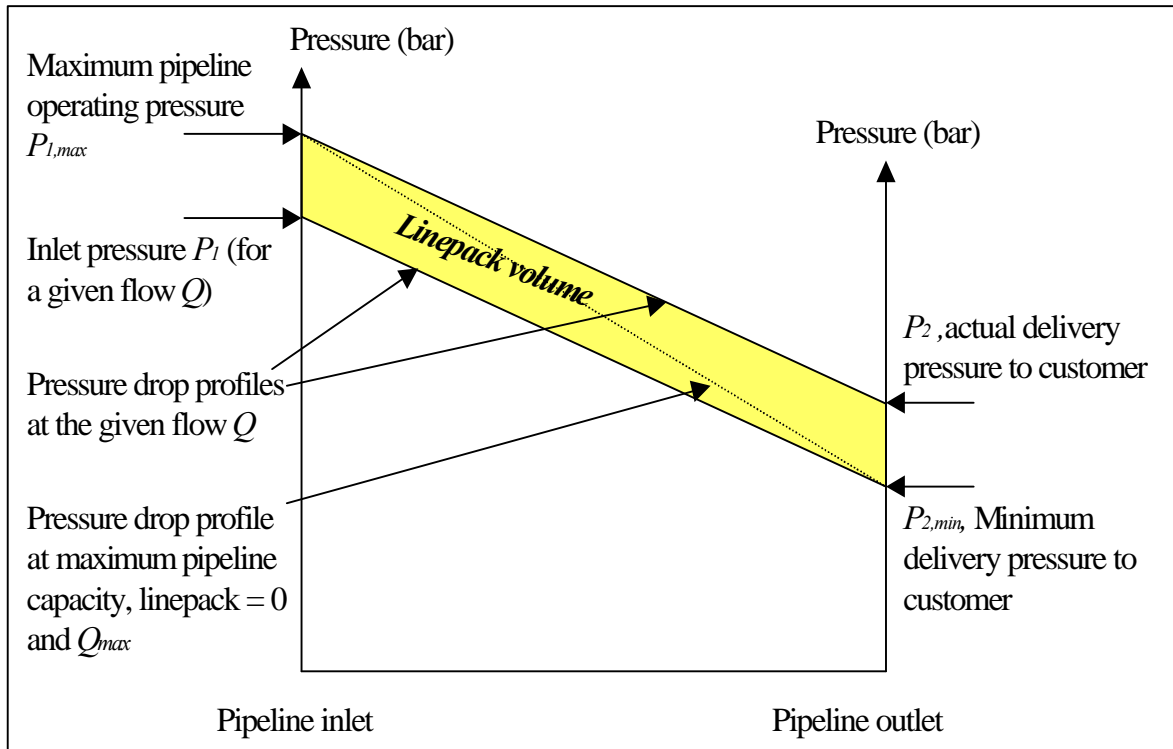 Pressure (bar)
Maximum pipeline
operating pressure
P1,max
Pressure (bar)
Inlet pressure P1 (for
a given flow Q)
Linepack volume
P2 ,actual delivery
pressure to customer
Pressure drop profiles
at the given flow Q
Pressure drop profile
at maximum pipeline
capacity, linepack = 0
and Qmax
P2,min, Minimum
delivery pressure to
customer
Pipeline inlet
Pipeline outlet